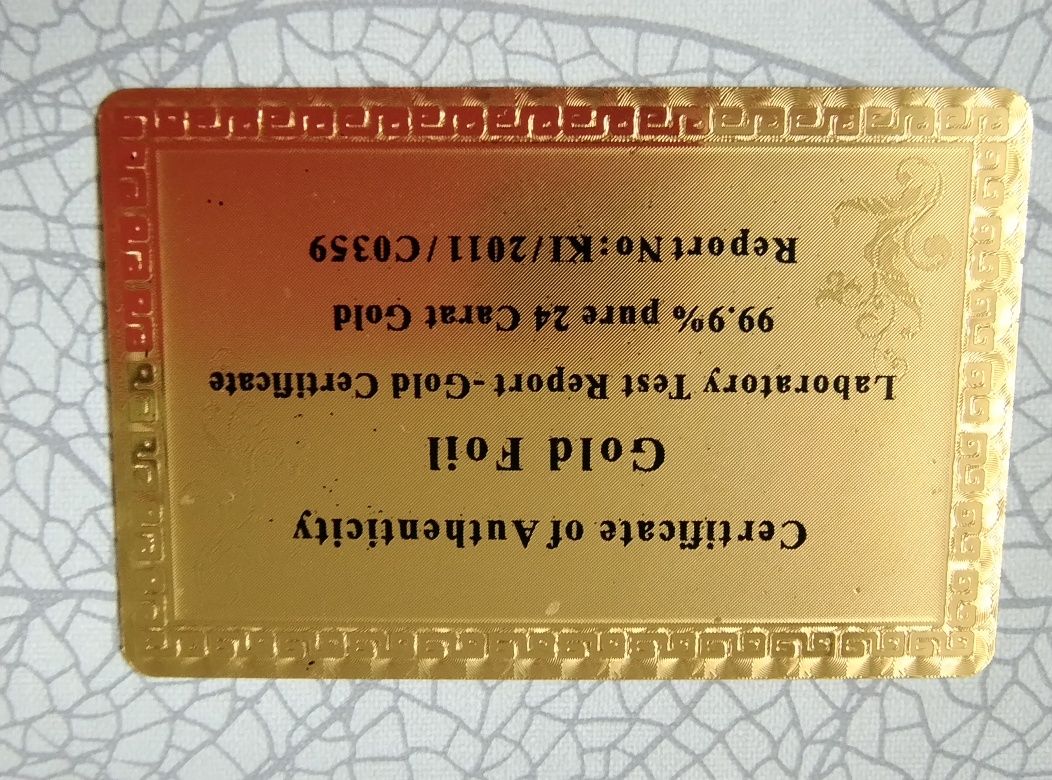 Certificate of Authenticity
Gold Foil
Laboratory Test Report-Gold Certificate
99.9% pure 24 Carat Gold
Report No:KI/2011/C0359